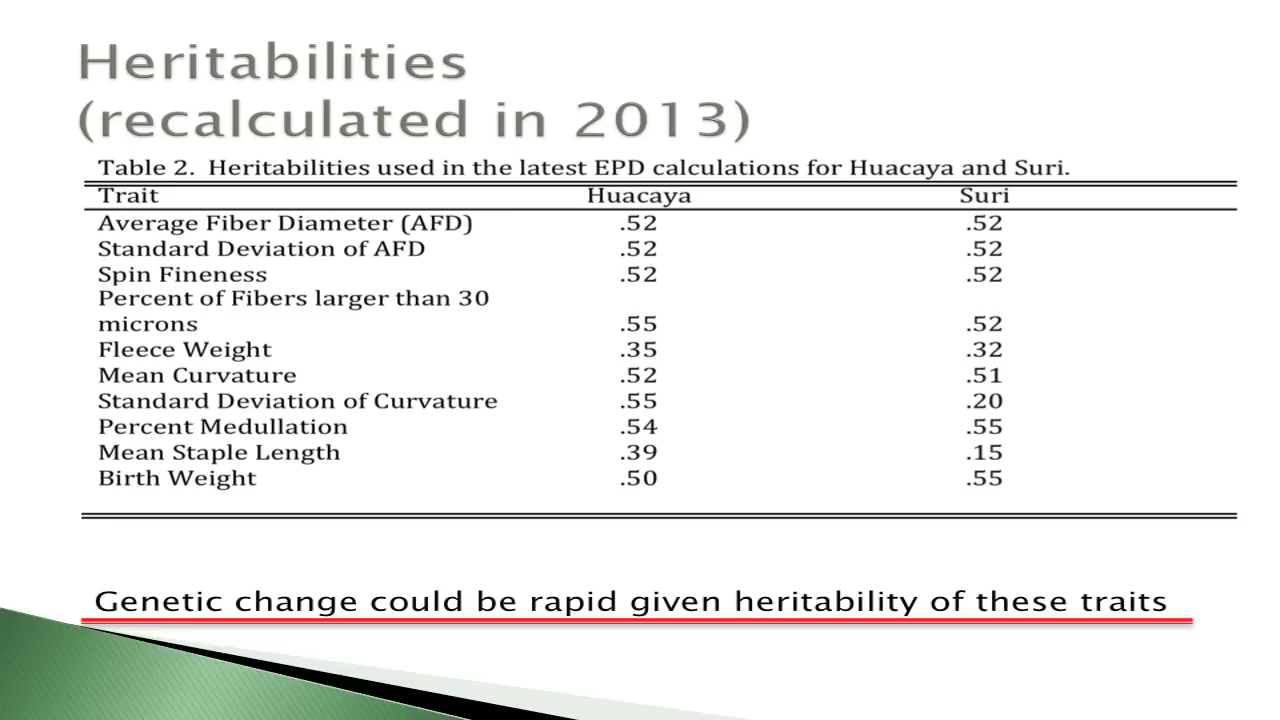 Heritabilities
(recalculated in 2013)
Table 2. Heritabilities used in the latest EPD calculations for Huacaya and Suri.
Trait Huacaya Suri
Average Fiber Diameter (AFD) .52 .52
Standard Deviation of AFD .52 .52
Spin Fineness .52 .52
Percent of Fibers larger than 30
microns .55 .52
Fleece Weight .35 .32
Mean Curvature .52 .51
Standard Deviation of Curvature .55 .20
Percent Medullation .54 .55
Mean Staple Length .39 .15
Birth Weight .50 .55
Genetic change could be rapid given heritability of these traits